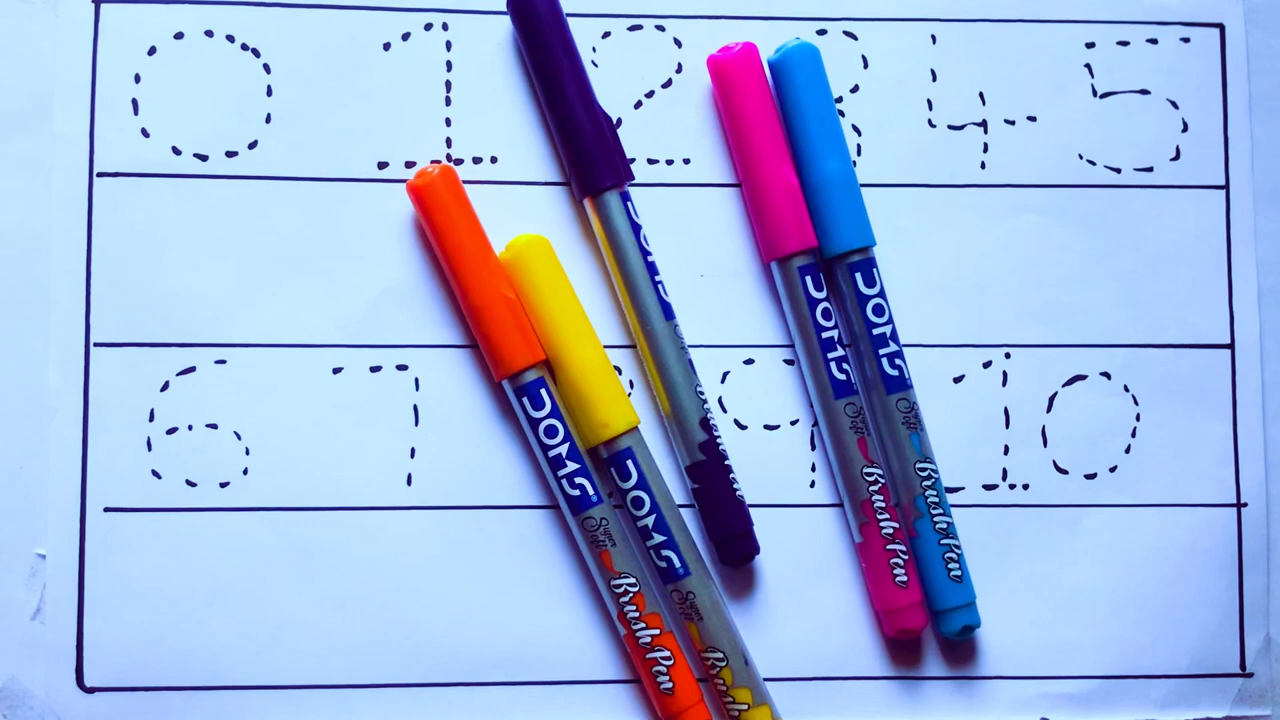 0 1 2 3 4 5
6 7 9 10
DOMS® Super Soft Brush Pen
DOMS® Super Soft Brush
DOMS Brush Pen
DOMS Super Soft Brush Pen
DOMS Super Soft Brush Pen